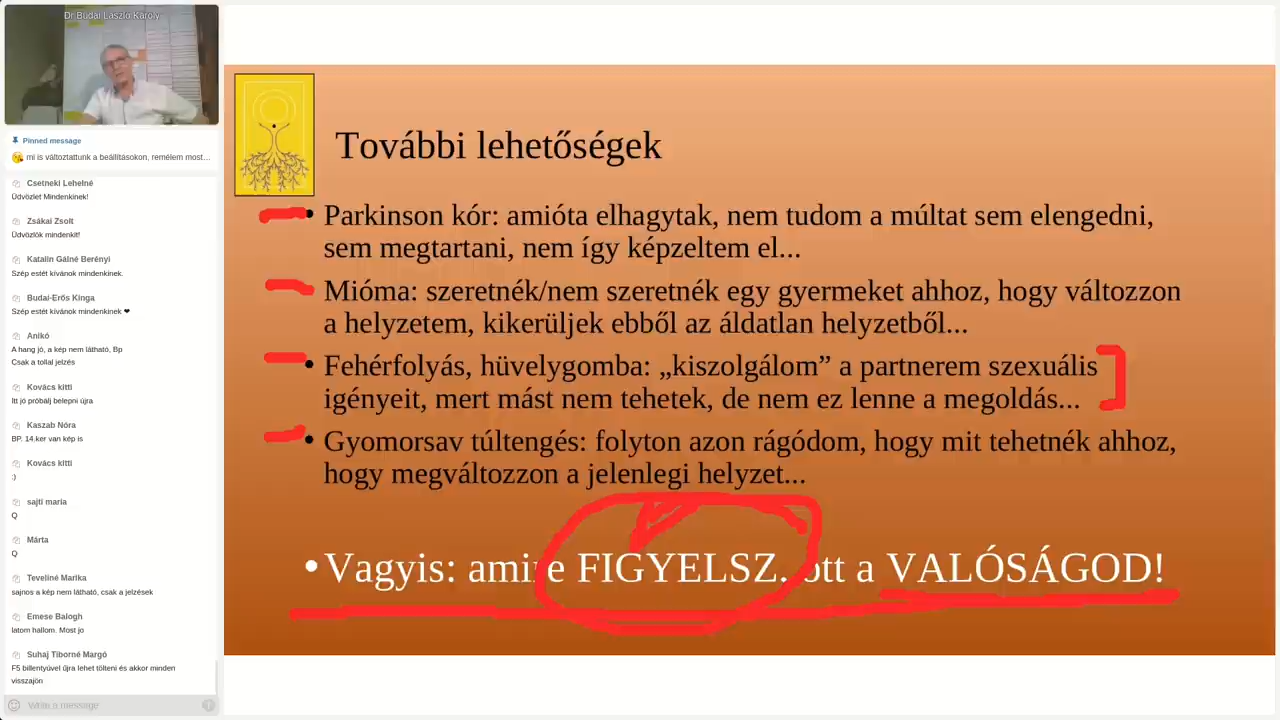 Dr Budai László Károly
Pinned message
mi is változtattunk a beállításokon, remélem most…
Csetneki Lehelné
Üdvözlet Mindenkinek!
Zsákai Zsolt
Üdvözlök mindenkit!
Katalin Gálné Berényi
Szép estét kívánok mindenkinek.
Budai-Erős Kinga
Szép estét kívánok mindenkinek ❤
Anikó
A hang jó, a kép nem látható, Bp
Csak a tollal jelzés
Kovács kitti
Itt jó próbálj belepni újra
Kaszab Nóra
BP. 14.ker van kép is
Kovács kitti
:)
sajti maria
Q
Márta
Q
Teveliné Marika
sajnos a kép nem látható, csak a jelzések
Emese Balogh
latom hallom. Most jo
Suhaj Tiborné Margó
F5 billentyúvel űjra lehet tölteni és akkor minden
visszajön
Write a message
További lehetőségek
• Parkinson kór: amióta elhagytak, nem tudom a múltat sem elengedni,
sem megtartani, nem így képzeltem el...
Mióma: szeretnék/nem szeretnék egy gyermeket ahhoz, hogy változzon
a helyzetem, kikerüljek ebből az áldatlan helyzetből...
• Fehérfolyás, hüvelygomba: „kiszolgálom” a partnerem szexuális
igényeit, mert mást nem tehetek, de nem ez lenne a megoldás...
• Gyomorsav túltengés: folyton azon rágódom, hogy mit tehetnék ahhoz,
hogy megváltozzon a jelenlegi helyzet...
• Vagyis: amire FIGYELSZ, ott a VALÓSÁGOD!